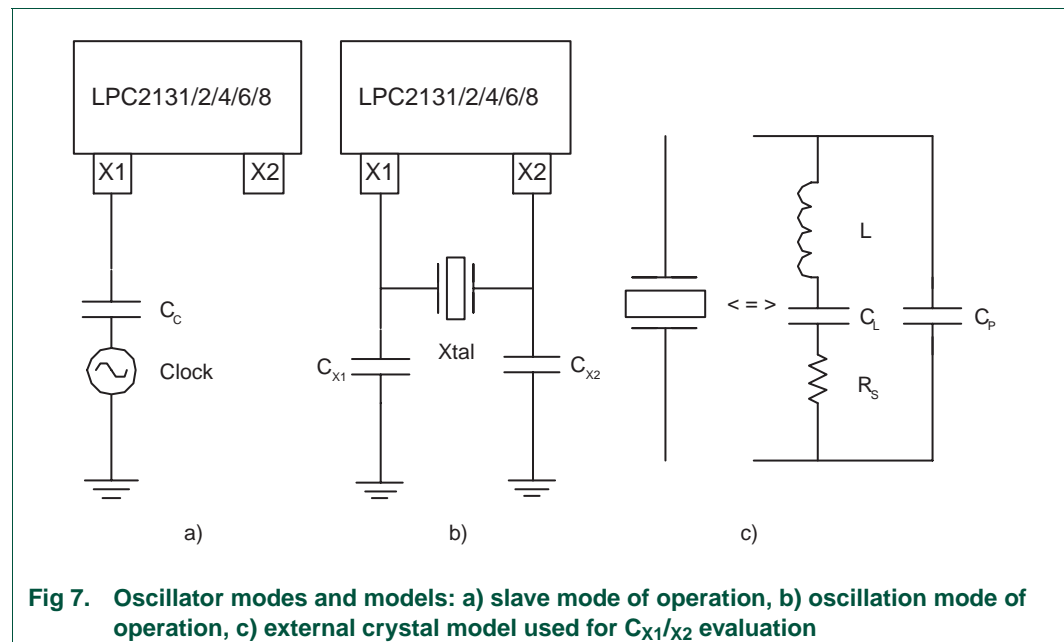 LPC2131/2/4/6/8 LPC2131/2/4/6/8
X1 X2 X1 X2
L
< = >
C_C C_L C_P
Xtal
Clock C_X1 C_X2
R_S
a) b) c)
Fig 7. Oscillator modes and models: a) slave mode of operation, b) oscillation mode of
operation, c) external crystal model used for C_X1/X2 evaluation